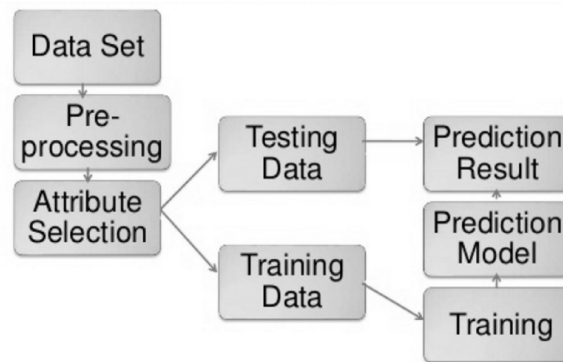 Data Set
Pre-
processing
Attribute
Selection
Testing
Data
Training
Data
Prediction
Result
Prediction
Model
Training